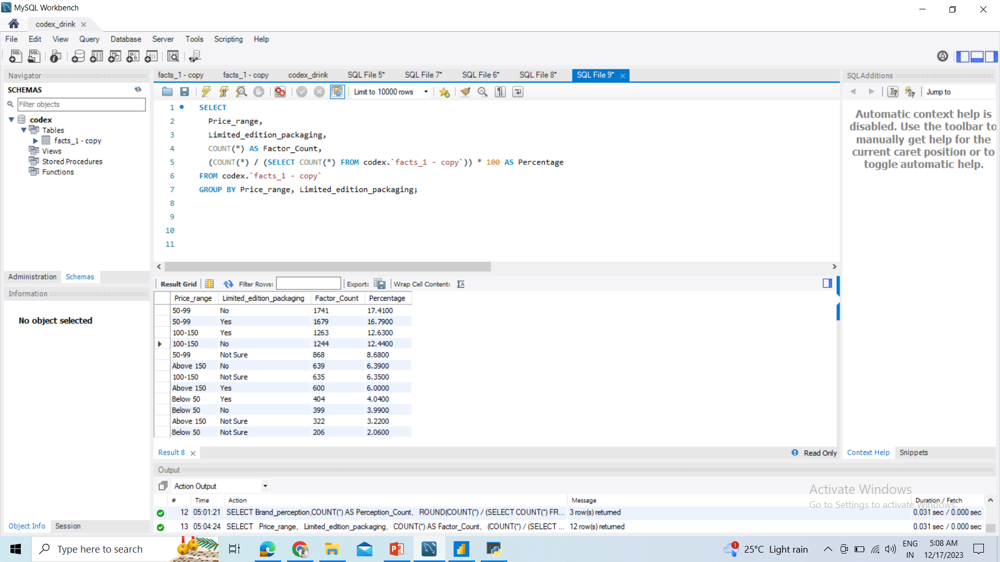 MySQL Workbench
codex_drink
File Edit View Query Database Server Tools Scripting Help
Navigator
SCHEMAS
Filter objects
codex
Tables
facts_1 - copy
Views
Stored Procedures
Functions
Administration Schemas
Information
No object selected
Object Info Session
facts_1 - copy facts_1 - copy codex_drink SQL File 5* SQL File 7* SQL File 6* SQL File 8* SQL File 9*
Limit to 10000 rows
1 SELECT
2 Price_range,
3 Limited_edition_packaging,
4 COUNT(*) AS Factor_Count,
5 (COUNT(*) / (SELECT COUNT(*) FROM codex.`facts_1 - copy`)) * 100 AS Percentage
6 FROM codex.`facts_1 - copy`
7 GROUP BY Price_range, Limited_edition_packaging;
8
9
10
11
Result Grid Filter Rows: Export: Wrap Cell Content:
Price_range Limited_edition_packaging Factor_Count Percentage
50-99 No 1741 17.4100
50-99 Yes 1679 16.7900
100-150 Yes 1263 12.6300
100-150 No 1244 12.4400
50-99 Not Sure 868 8.6800
Above 150 No 639 6.3900
100-150 Not Sure 635 6.3500
Above 150 Yes 600 6.0000
Below 50 Yes 404 4.0400
Below 50 No 399 3.9900
Above 150 Not Sure 322 3.2200
Below 50 Not Sure 206 2.0600
Result 8 Read Only
Output
Action Output
# Time Action Message Duration / Fetch
12 05:01:21 SELECT Brand_perception,COUNT(*) AS Perception_Count, ROUND(COUNT(*) / (SELECT COUNT(*) FR... 3 row(s) returned 0.031 sec / 0.000 sec
13 05:04:24 SELECT Price_range, Limited_edition_packaging, COUNT(*) AS Factor_Count, (COUNT(*) / (SELECT ... 12 row(s) returned 0.031 sec / 0.000 sec
SQLAdditions
Jump to
Automatic context help is
disabled. Use the toolbar to
manually get help for the
current caret position or to
toggle automatic help.
Context Help Snippets
Activate Windows
Go to Settings to activate Windows.
Type here to search
1
25°C Light rain
ENG
IN
5:08 AM
12/17/2023